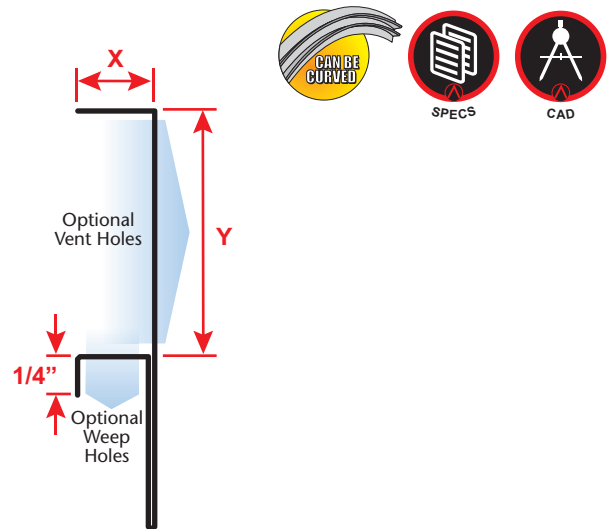 CAN BE
CURVED
SPECS
CAD
X
Optional
Vent Holes
Y
1/4”
Optional
Weep
Holes